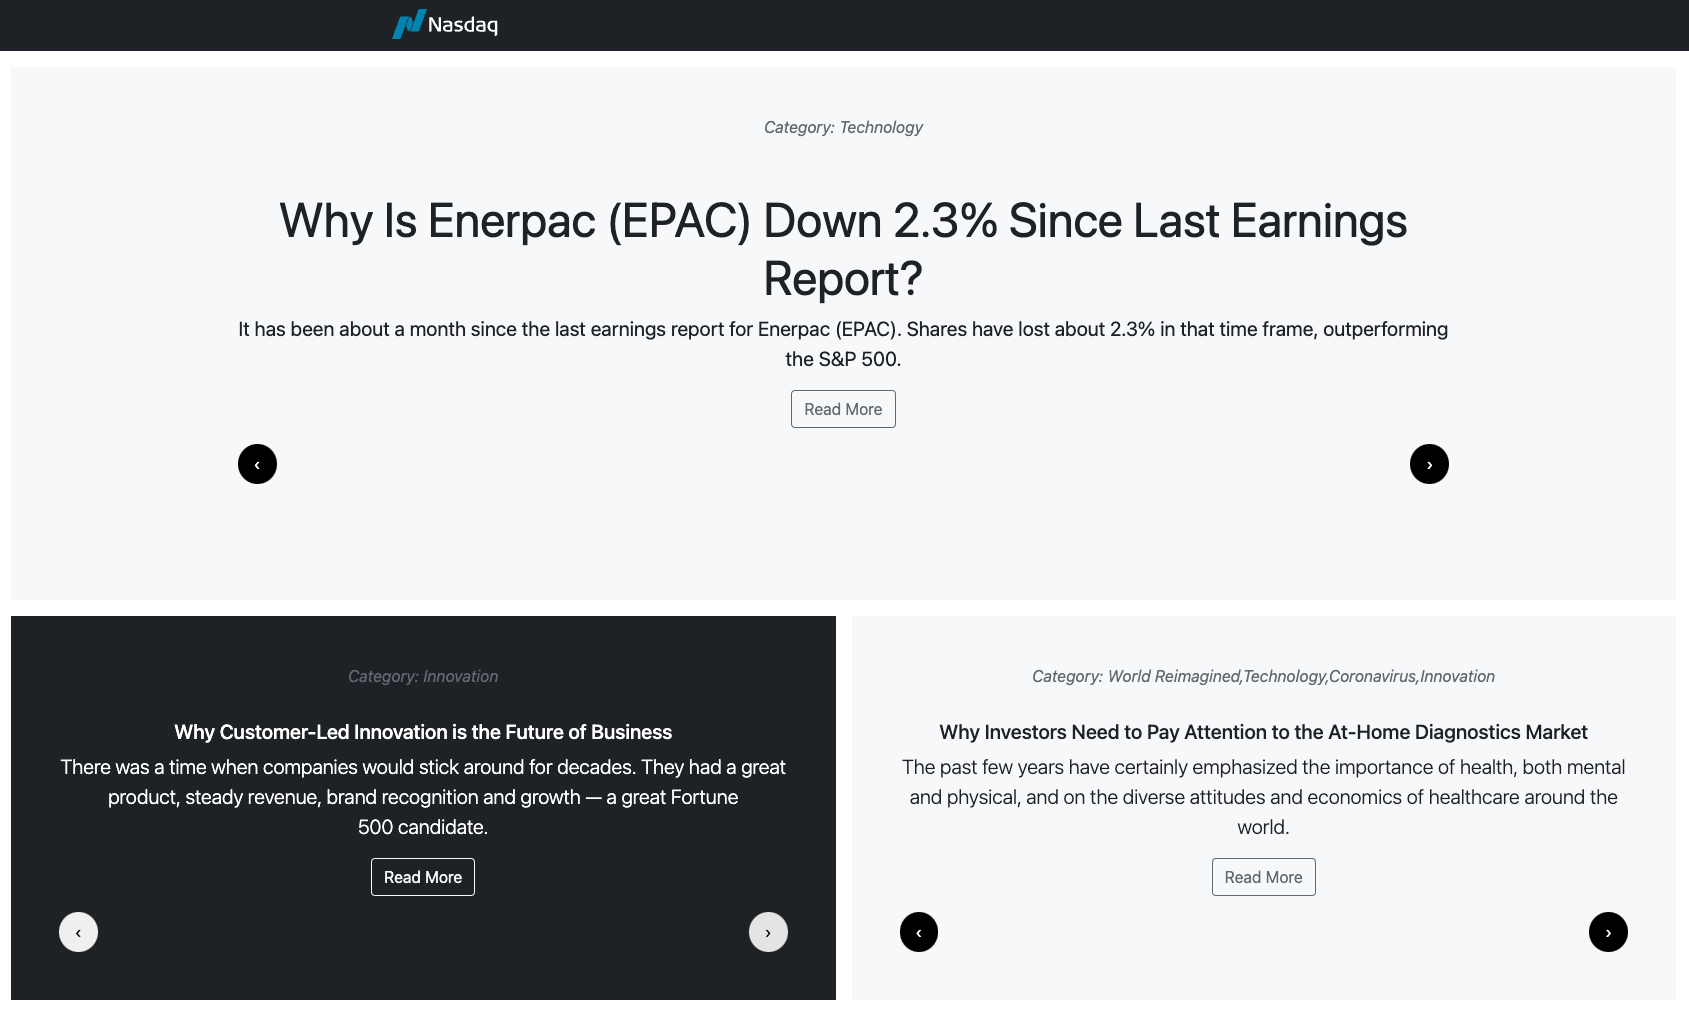 Nasdaq
Category: Technology
Why Is Enerpac (EPAC) Down 2.3% Since Last Earnings
Report?
It has been about a month since the last earnings report for Enerpac (EPAC). Shares have lost about 2.3% in that time frame, outperforming
the S&P 500.
Read More
‹ ›
Category: Innovation
Why Customer-Led Innovation is the Future of Business
There was a time when companies would stick around for decades. They had a great
product, steady revenue, brand recognition and growth — a great Fortune
500 candidate.
Read More
‹ ›
Category: World Reimagined,Technology,Coronavirus,Innovation
Why Investors Need to Pay Attention to the At-Home Diagnostics Market
The past few years have certainly emphasized the importance of health, both mental
and physical, and on the diverse attitudes and economics of healthcare around the
world.
Read More
‹ ›